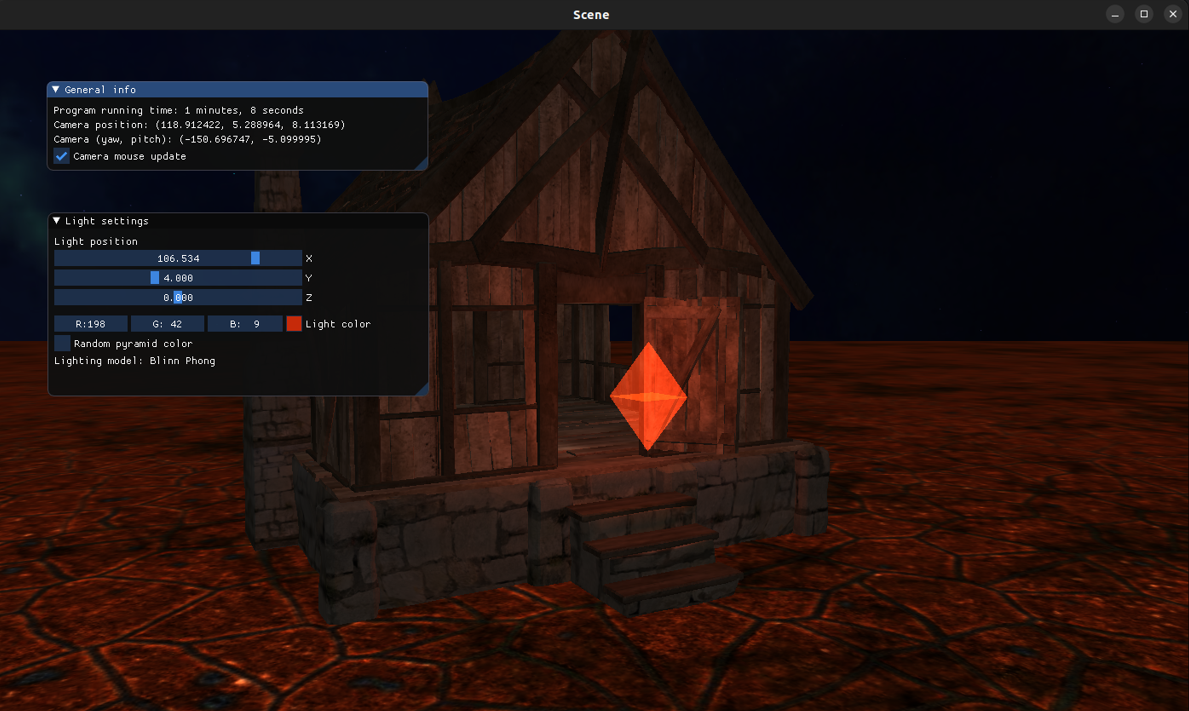 Scene
General info
Program running time: 1 minutes, 8 seconds
Camera position: (118.912422, 5.288964, 8.113169)
Camera (yaw, pitch): (-150.696747, -5.099995)
Camera mouse update
Light settings
Light position
106.534 X
4.000 Y
0.000 Z
R:198 G: 42 B: 9 Light color
Random pyramid color
Lighting model: Blinn Phong